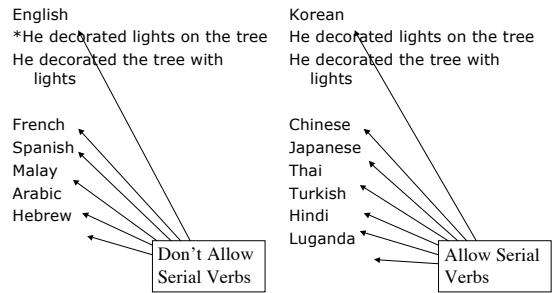 English
*He decorated lights on the tree
He decorated the tree with
lights
French
Spanish
Malay
Arabic
Hebrew
Don't Allow
Serial Verbs
Korean
He decorated lights on the tree
He decorated the tree with
lights
Chinese
Japanese
Thai
Turkish
Hindi
Luganda
Allow Serial
Verbs